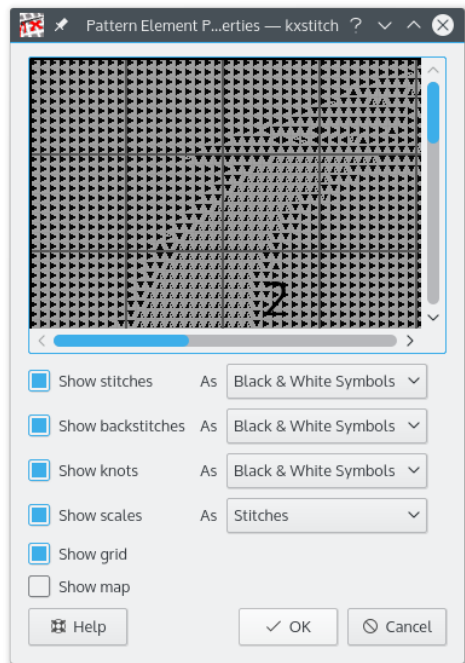 Pattern Element P...erties — kxstitch
2
Show stitches As Black & White Symbols
Show backstitches As Black & White Symbols
Show knots As Black & White Symbols
Show scales As Stitches
Show grid
Show map
Help OK Cancel